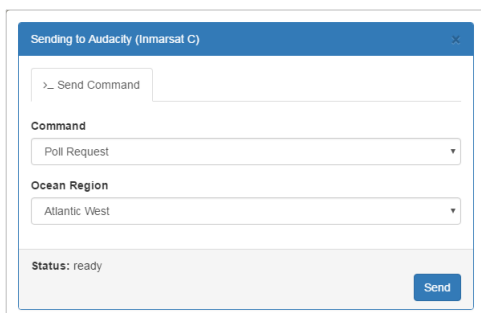 Sending to Audacity (Inmarsat C) ×
>_ Send Command
Command
Poll Request
Ocean Region
Atlantic West
Status: ready
Send